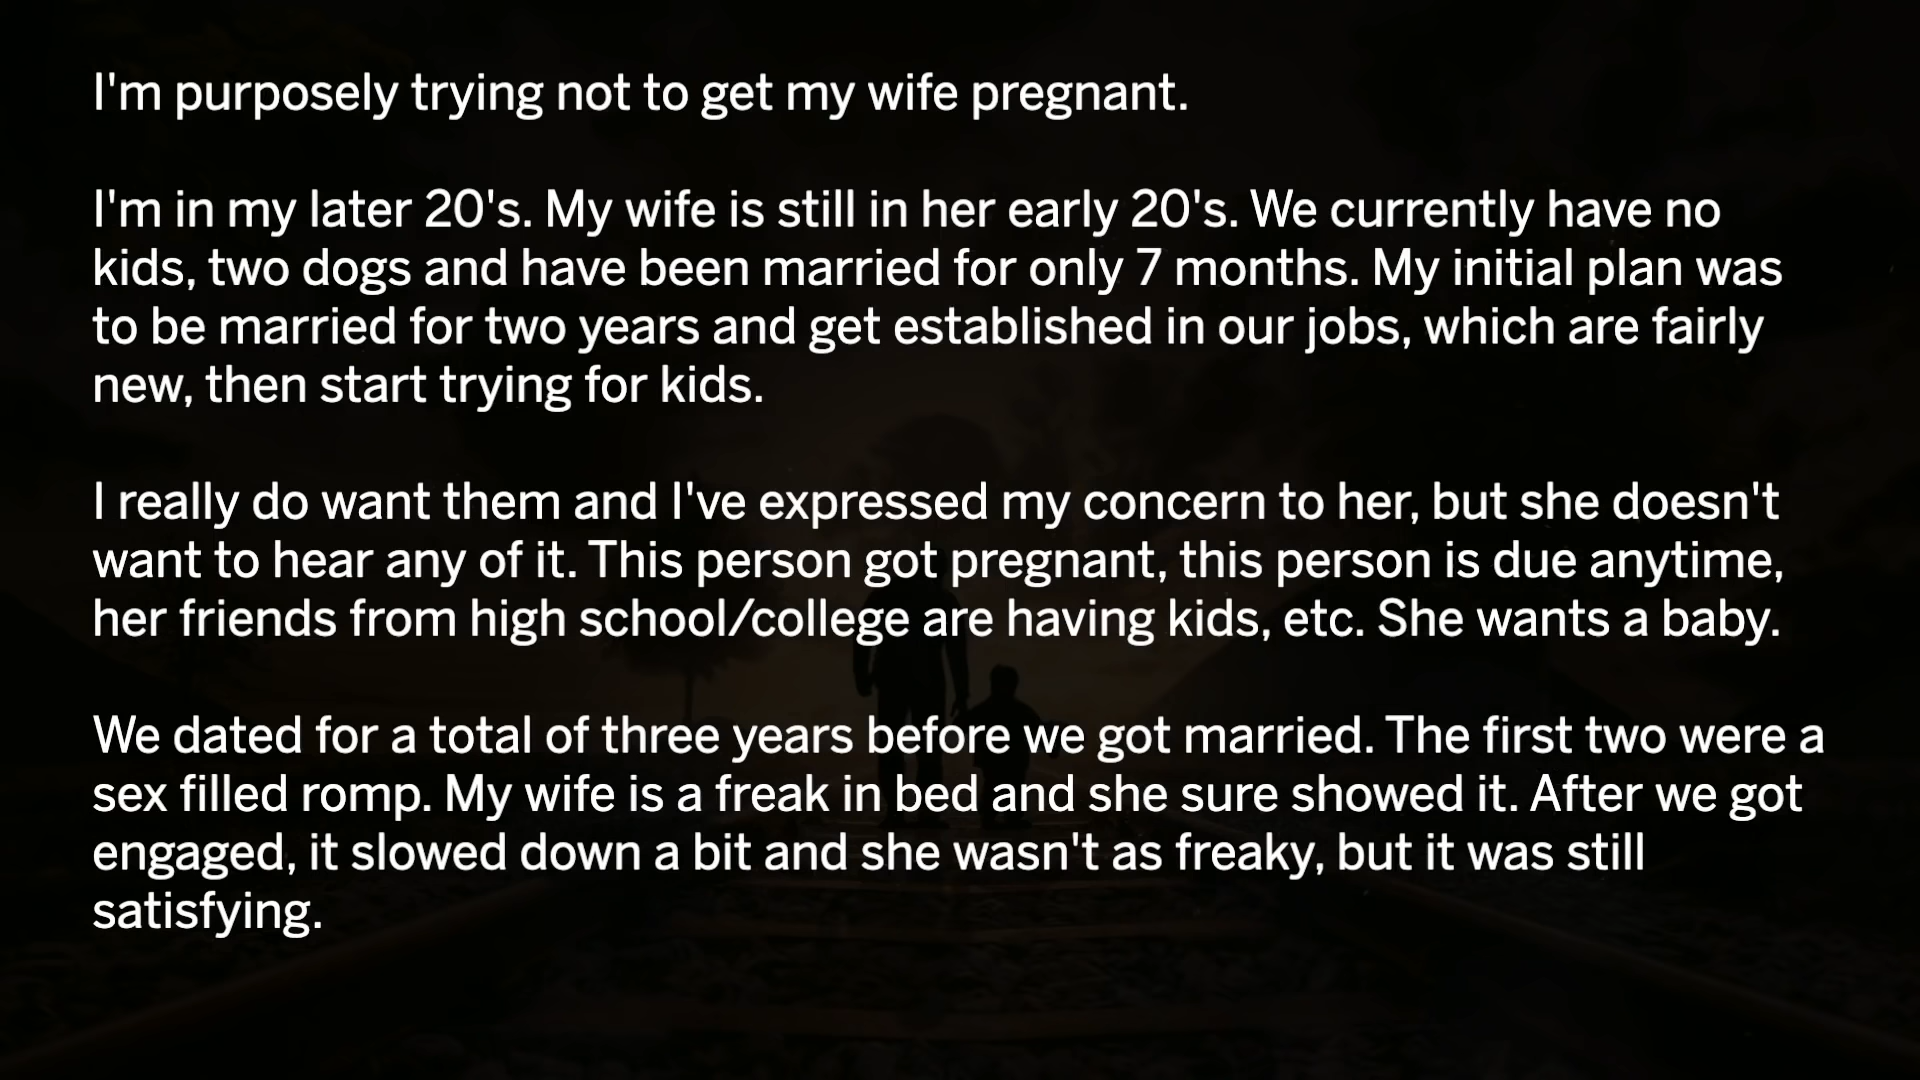 I'm purposely trying not to get my wife pregnant.
I'm in my later 20's. My wife is still in her early 20's. We currently have no
kids, two dogs and have been married for only 7 months. My initial plan was
to be married for two years and get established in our jobs, which are fairly
new, then start trying for kids.
I really do want them and I've expressed my concern to her, but she doesn't
want to hear any of it. This person got pregnant, this person is due anytime,
her friends from high school/college are having kids, etc. She wants a baby.
We dated for a total of three years before we got married. The first two were a
sex filled romp. My wife is a freak in bed and she sure showed it. After we got
engaged, it slowed down a bit and she wasn't as freaky, but it was still
satisfying.